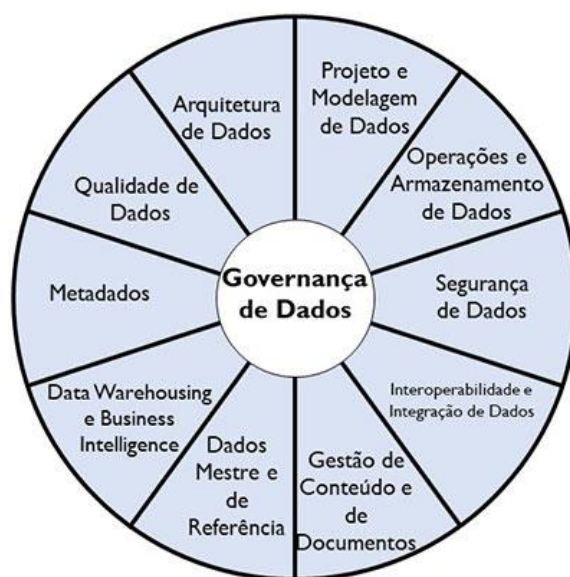 Projeto e
Modelagem
de Dados
Arquitetura
de Dados
Operações e
Armazenamento
de Dados
Qualidade de
Dados
Governança
de Dados
Metadados
Segurança
de Dados
Data Warehousing
e Business
Intelligence
Interoperabilidade e
Integração de Dados
Dados
Mestre e
de
Referência
Gestão de
Conteúdo e
de
Documentos